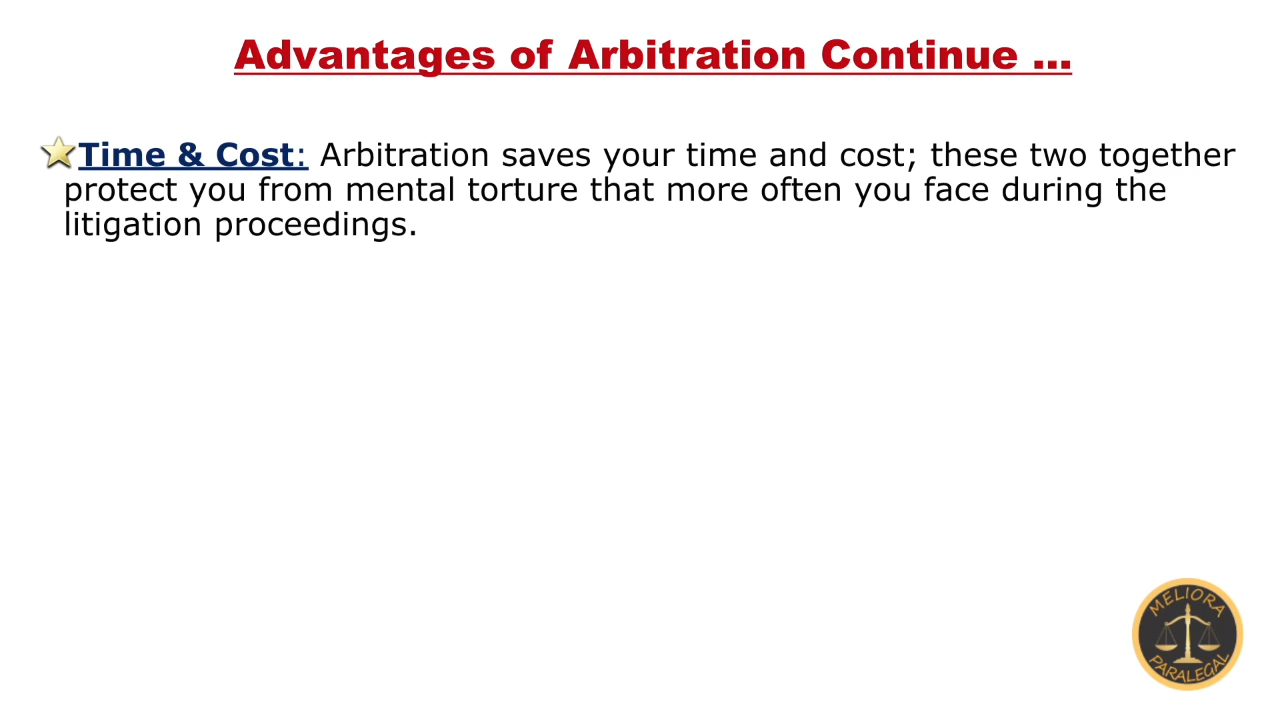 Advantages of Arbitration Continue ...
Time & Cost: Arbitration saves your time and cost; these two together
protect you from mental torture that more often you face during the
litigation proceedings.
MELIORA
PARALEGAL